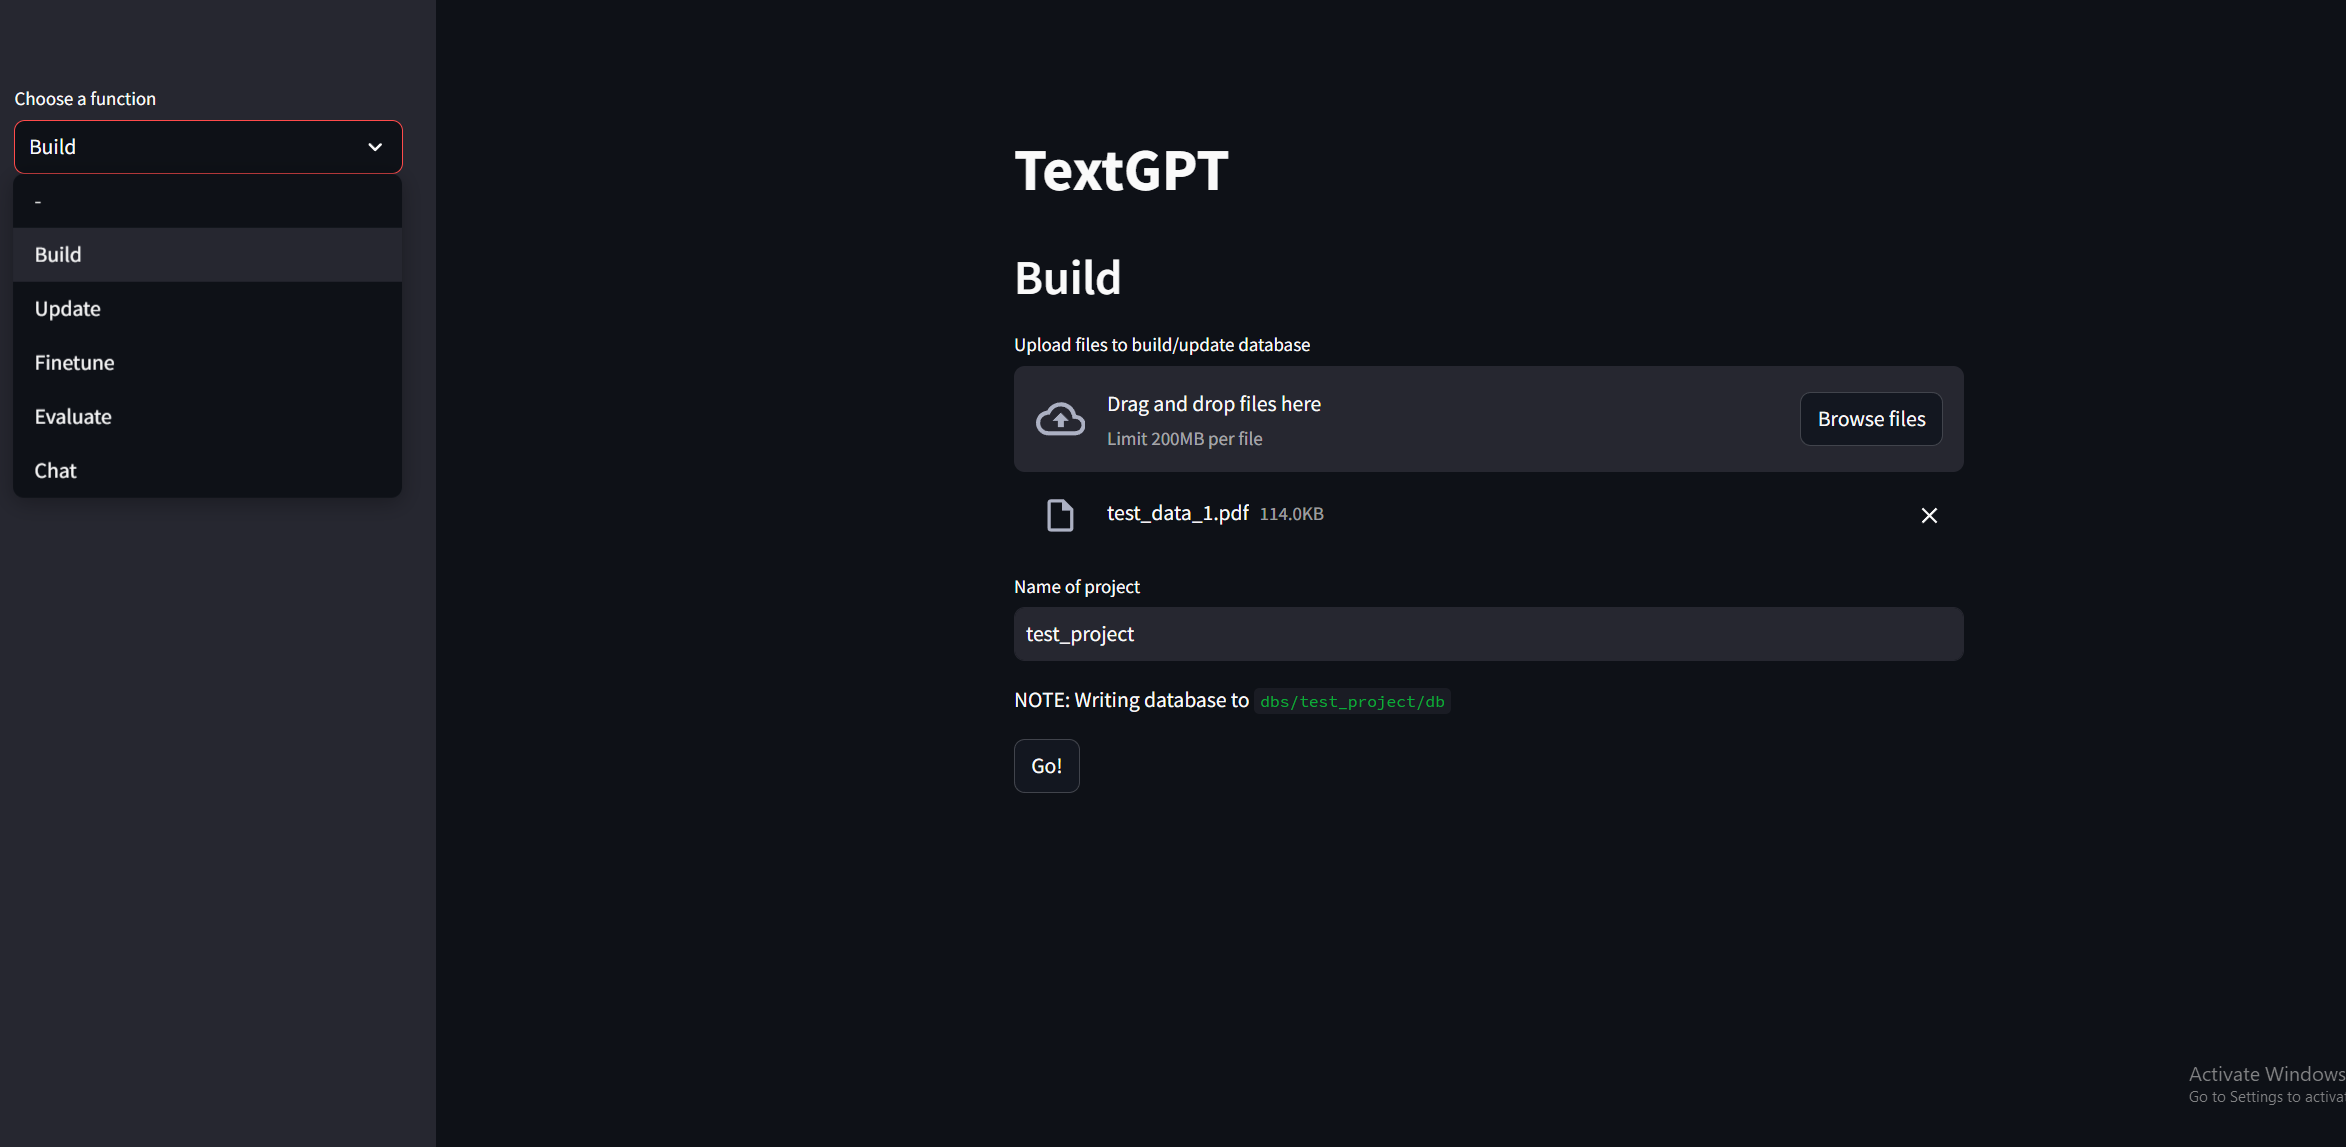 Choose a function
Build
-
Build
Update
Finetune
Evaluate
Chat
TextGPT
Build
Upload files to build/update database
Drag and drop files here
Limit 200MB per file
Browse files
test_data_1.pdf 114.0KB
Name of project
test_project
NOTE: Writing database to dbs/test_project/db
Go!
Activate Windows
Go to Settings to activa